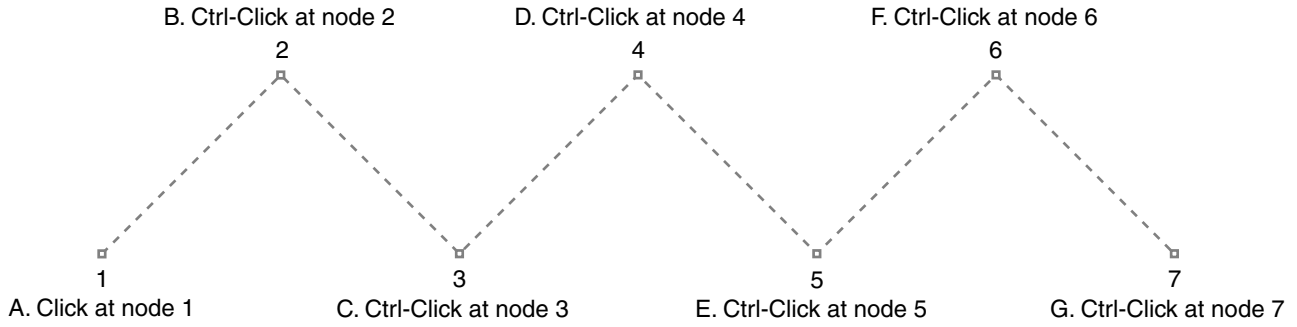 B. Ctrl-Click at node 2
D. Ctrl-Click at node 4
F. Ctrl-Click at node 6
2
4
6
1
3
5
7
A. Click at node 1
C. Ctrl-Click at node 3
E. Ctrl-Click at node 5
G. Ctrl-Click at node 7